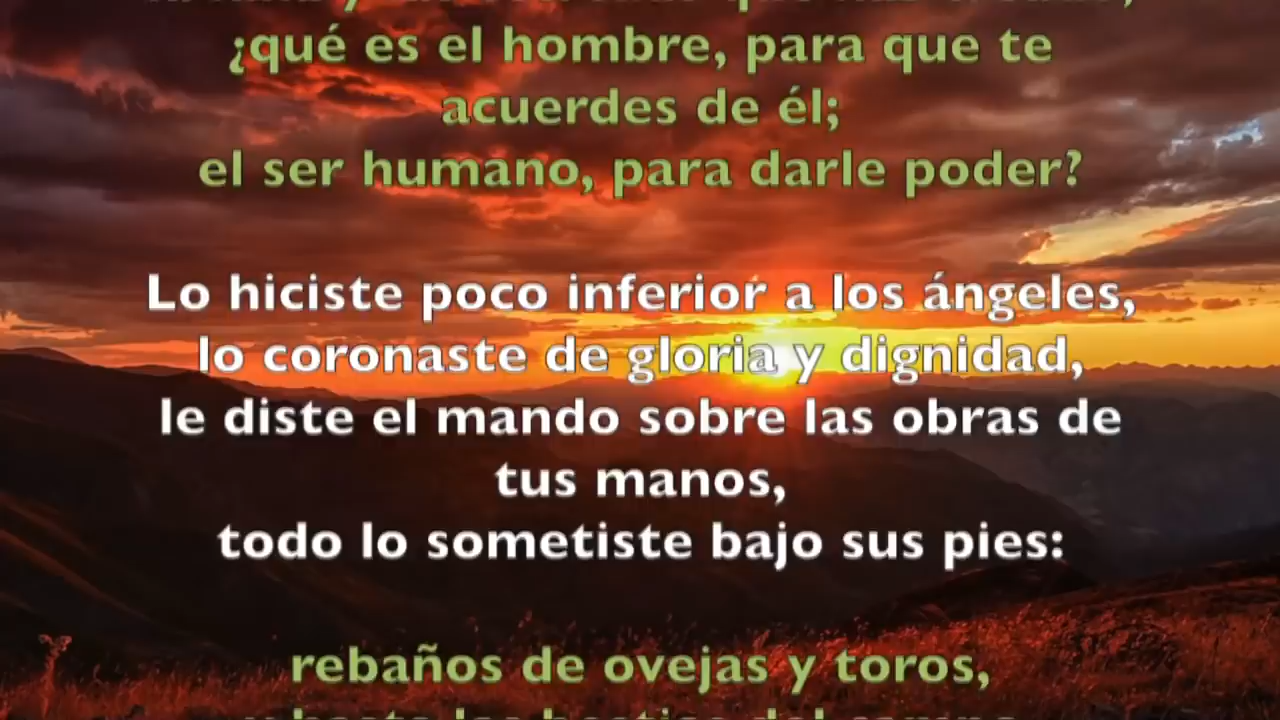 ¿qué es el hombre, para que te
acuerdes de él;
el ser humano, para darle poder?
Lo hiciste poco inferior a los ángeles,
lo coronaste de gloria y dignidad,
le diste el mando sobre las obras de
tus manos,
todo lo sometiste bajo sus pies:
rebaños de ovejas y toros,